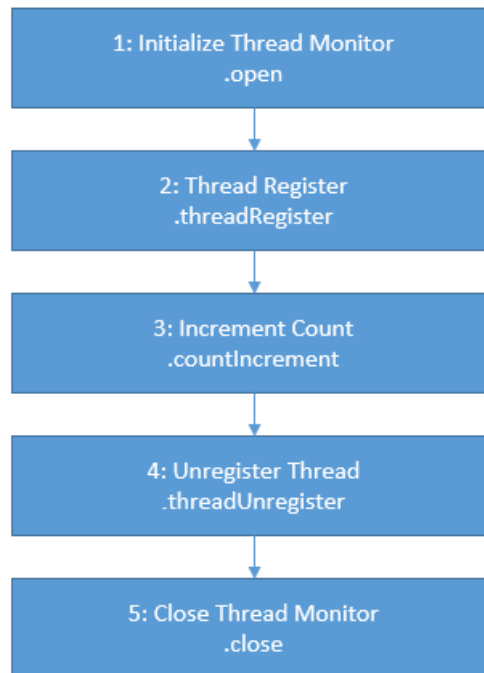 1: Initialize Thread Monitor
.open
2: Thread Register
.threadRegister
3: Increment Count
.countIncrement
4: Unregister Thread
.threadUnregister
5: Close Thread Monitor
.close